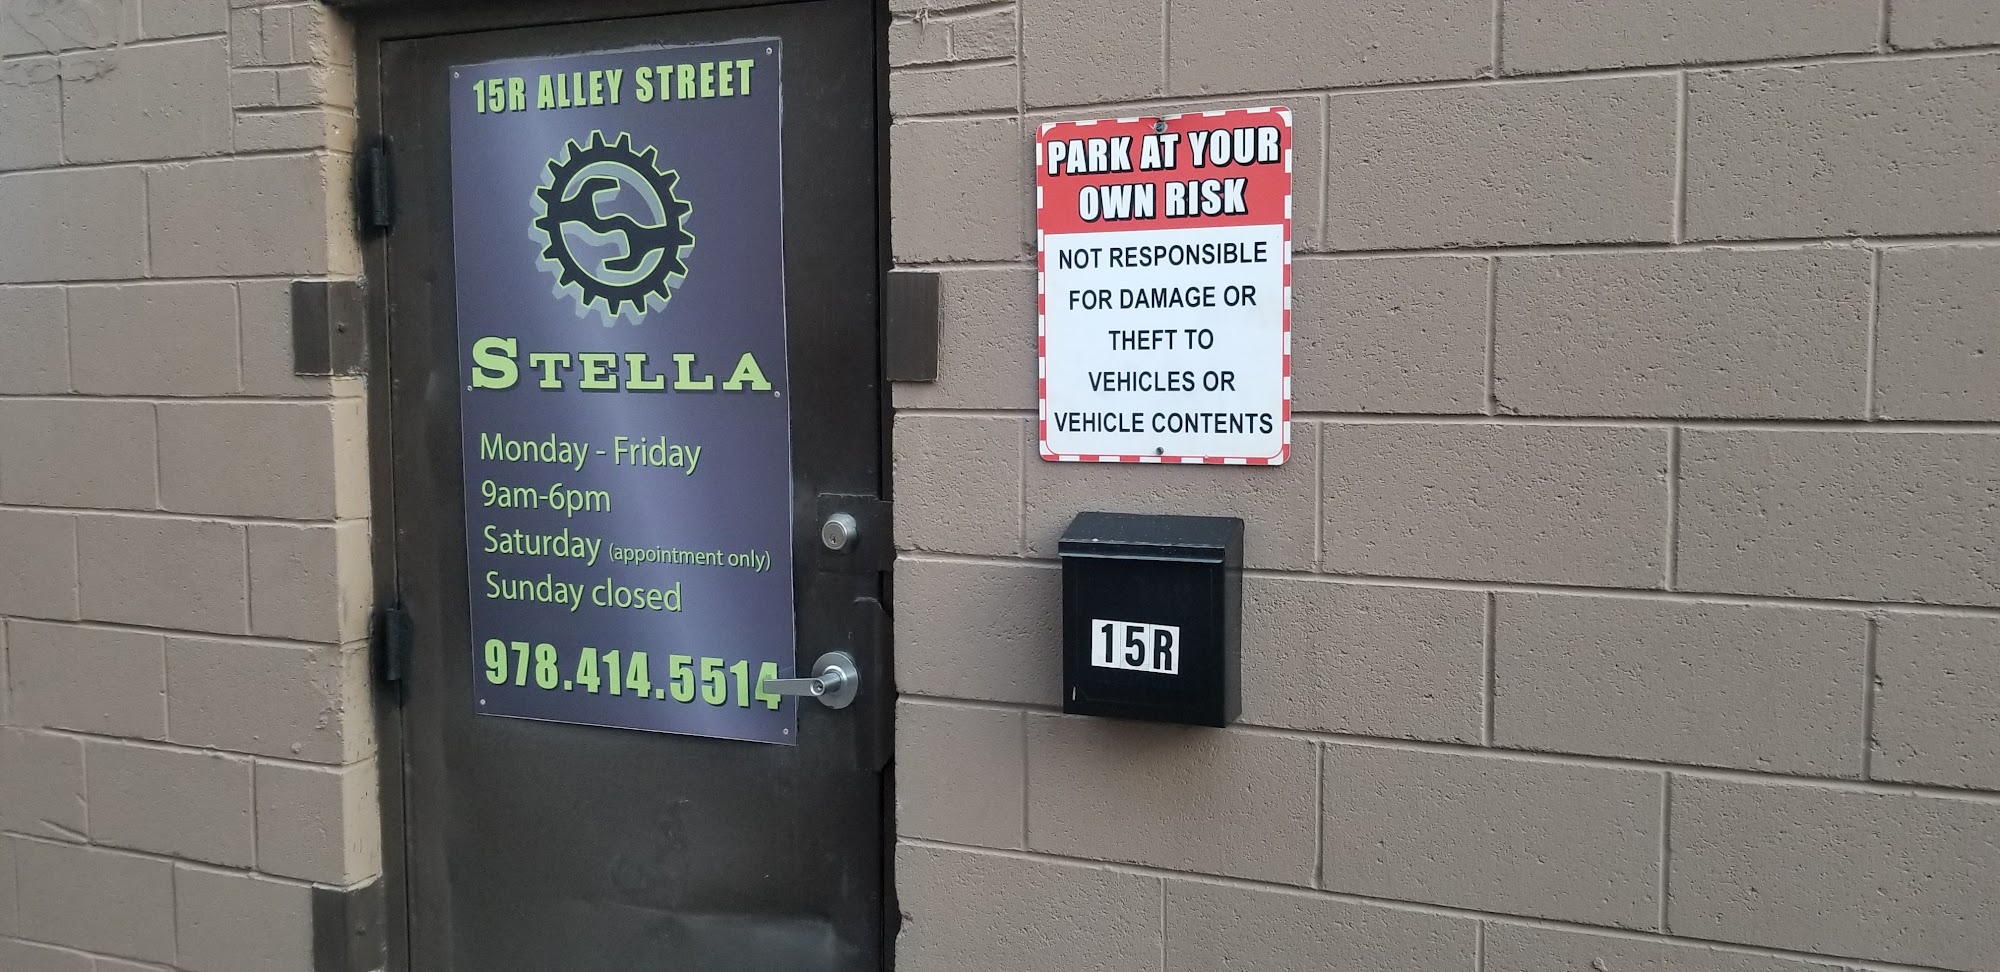 15R ALLEY STREET
STELLA
Monday - Friday
9am-6pm
Saturday (appointment only)
Sunday closed
978.414.5514
PARK AT YOUR
OWN RISK
NOT RESPONSIBLE
FOR DAMAGE OR
THEFT TO
VEHICLES OR
VEHICLE CONTENTS
15R